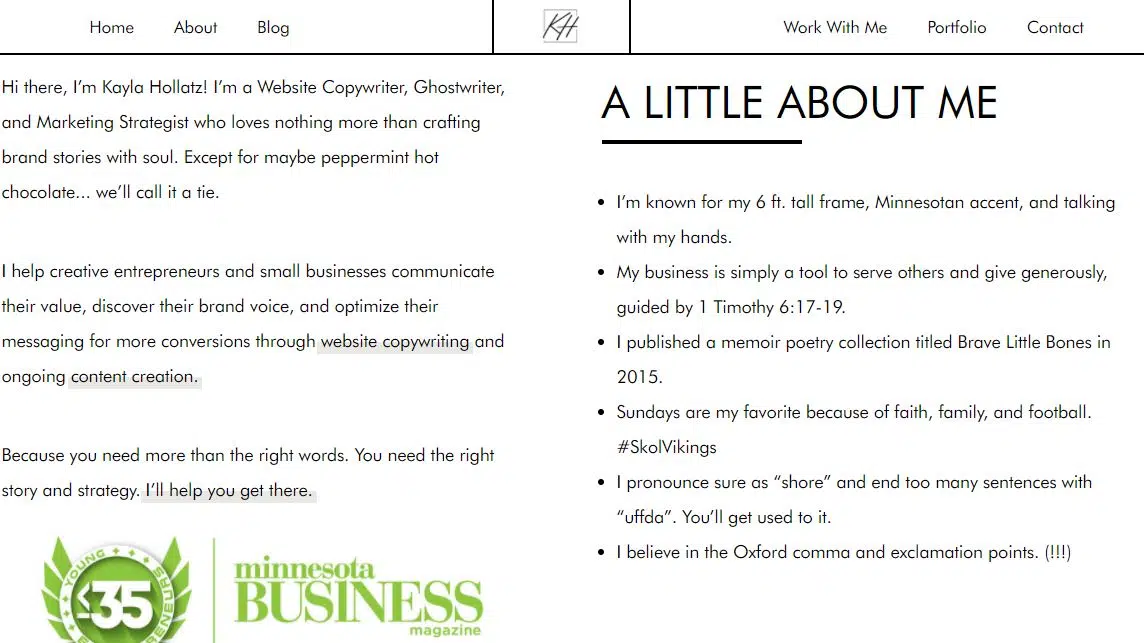 Home
About
Blog
KH
Work With Me
Portfolio
Contact
Hi there, I’m Kayla Hollatz! I’m a Website Copywriter, Ghostwriter,
and Marketing Strategist who loves nothing more than crafting
brand stories with soul. Except for maybe peppermint hot
chocolate... we’ll call it a tie.
I help creative entrepreneurs and small businesses communicate
their value, discover their brand voice, and optimize their
messaging for more conversions through website copywriting and
ongoing content creation.
Because you need more than the right words. You need the right
story and strategy. I’ll help you get there.
YOUNG
≤35
minnesota
BUSINESS
magazine
A LITTLE ABOUT ME
I’m known for my 6 ft. tall frame, Minnesotan accent, and talking
with my hands.
My business is simply a tool to serve others and give generously,
guided by 1 Timothy 6:17-19.
I published a memoir poetry collection titled Brave Little Bones in
2015.
Sundays are my favorite because of faith, family, and football.
#SkolVikings
I pronounce sure as “shore” and end too many sentences with
“uffda”. You’ll get used to it.
I believe in the Oxford comma and exclamation points. (!!!)